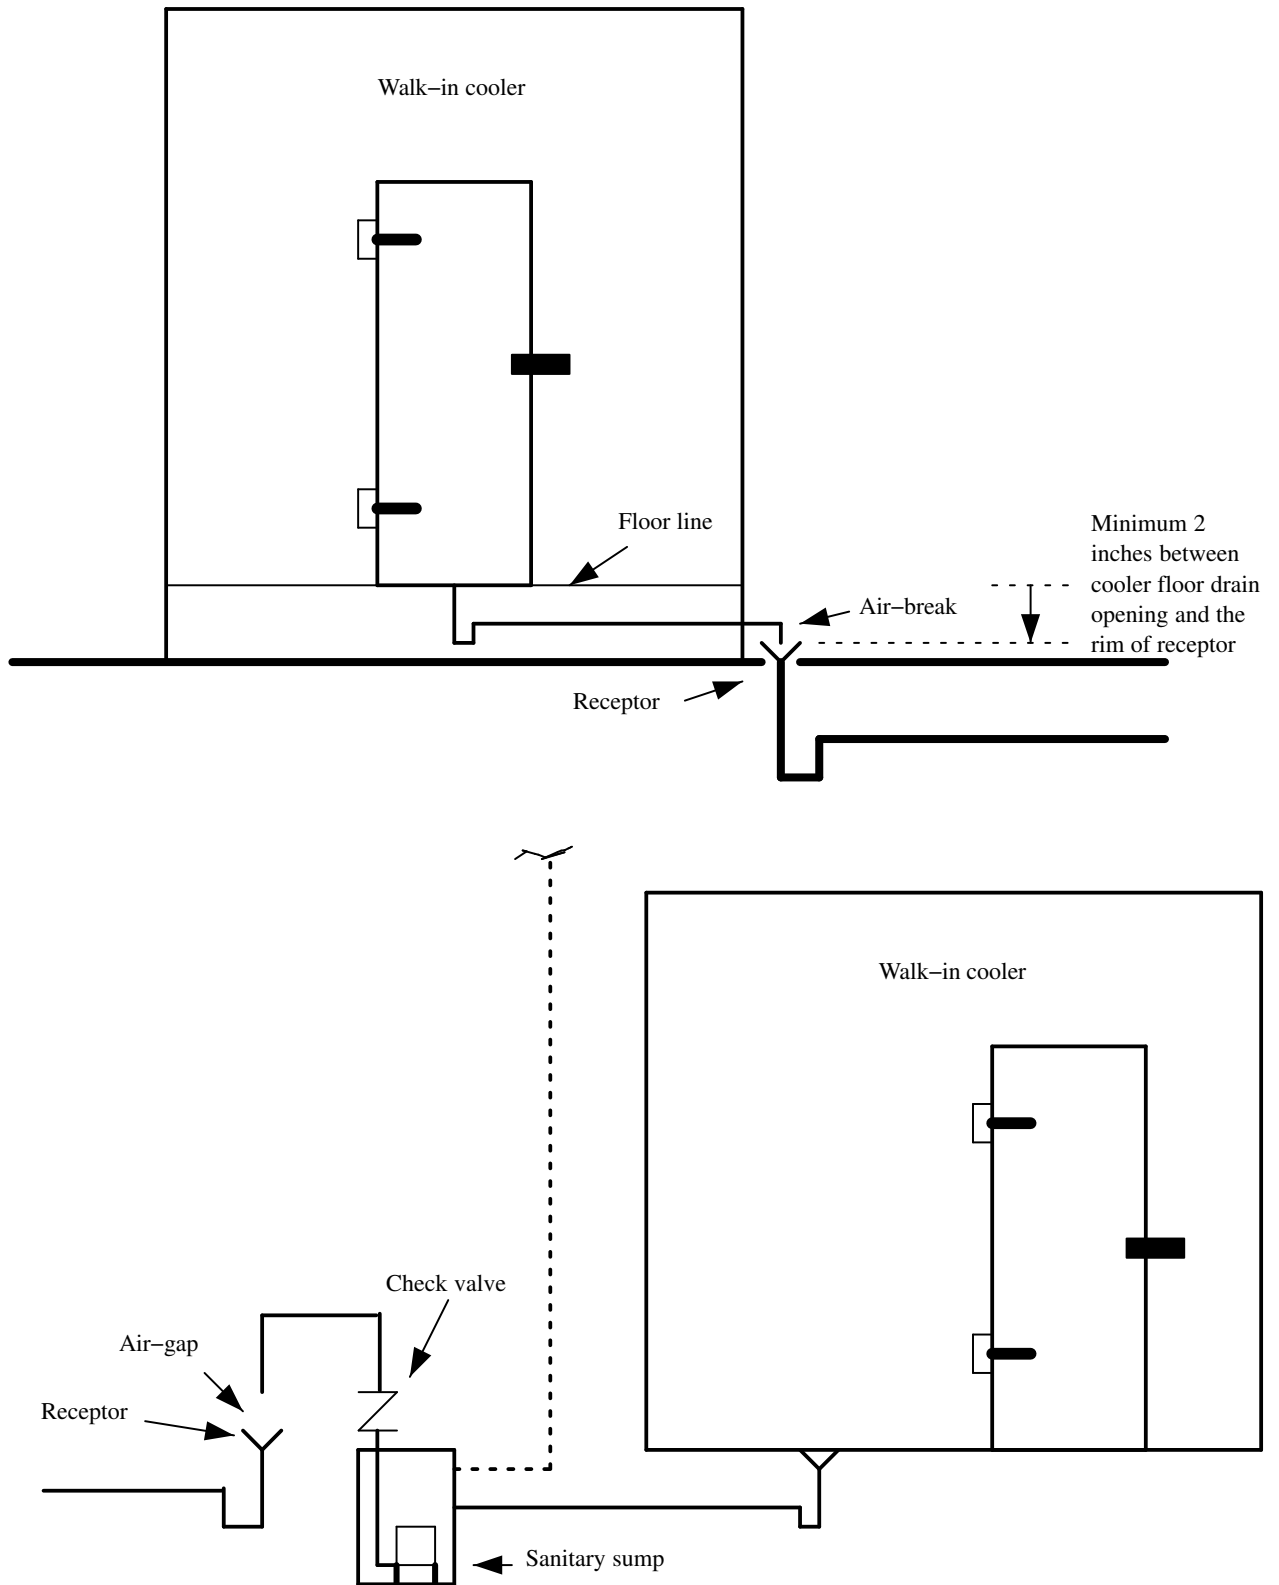 Walk−in cooler
Floor line
Minimum 2
inches between
cooler floor drain
opening and the
rim of receptor
Air−break
Receptor
Walk−in cooler
Check valve
Air−gap
Receptor
Sanitary sump